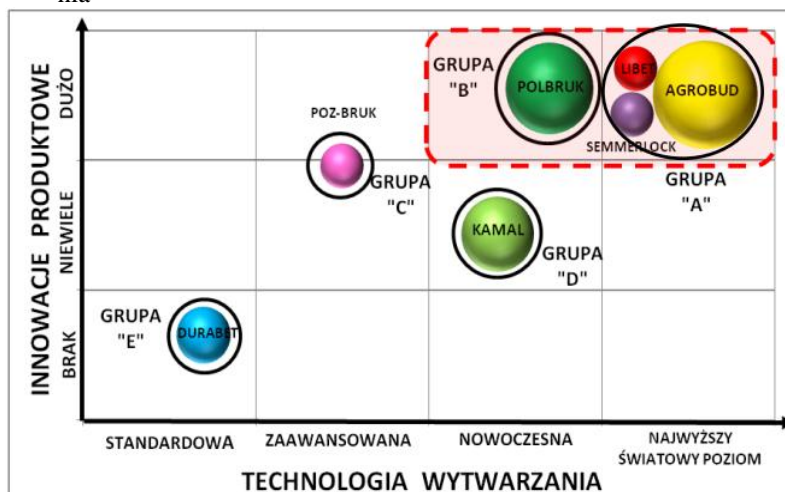 INNOWACJE PRODUKTOWE
DUŻO
NIEWIELE
BRAK
GRUPA
"B"
POLBRUK
LIBET
AGROBUD
SEMMERLOCK
GRUPA
"A"
POZ-BRUK
GRUPA
"C"
KAMAL
GRUPA
"D"
GRUPA
"E"
DURABET
STANDARDOWA
ZAAWANSOWANA
NOWOCZESNA
NAJWYŻSZY
ŚWIATOWY POZIOM
TECHNOLOGIA WYTWARZANIA